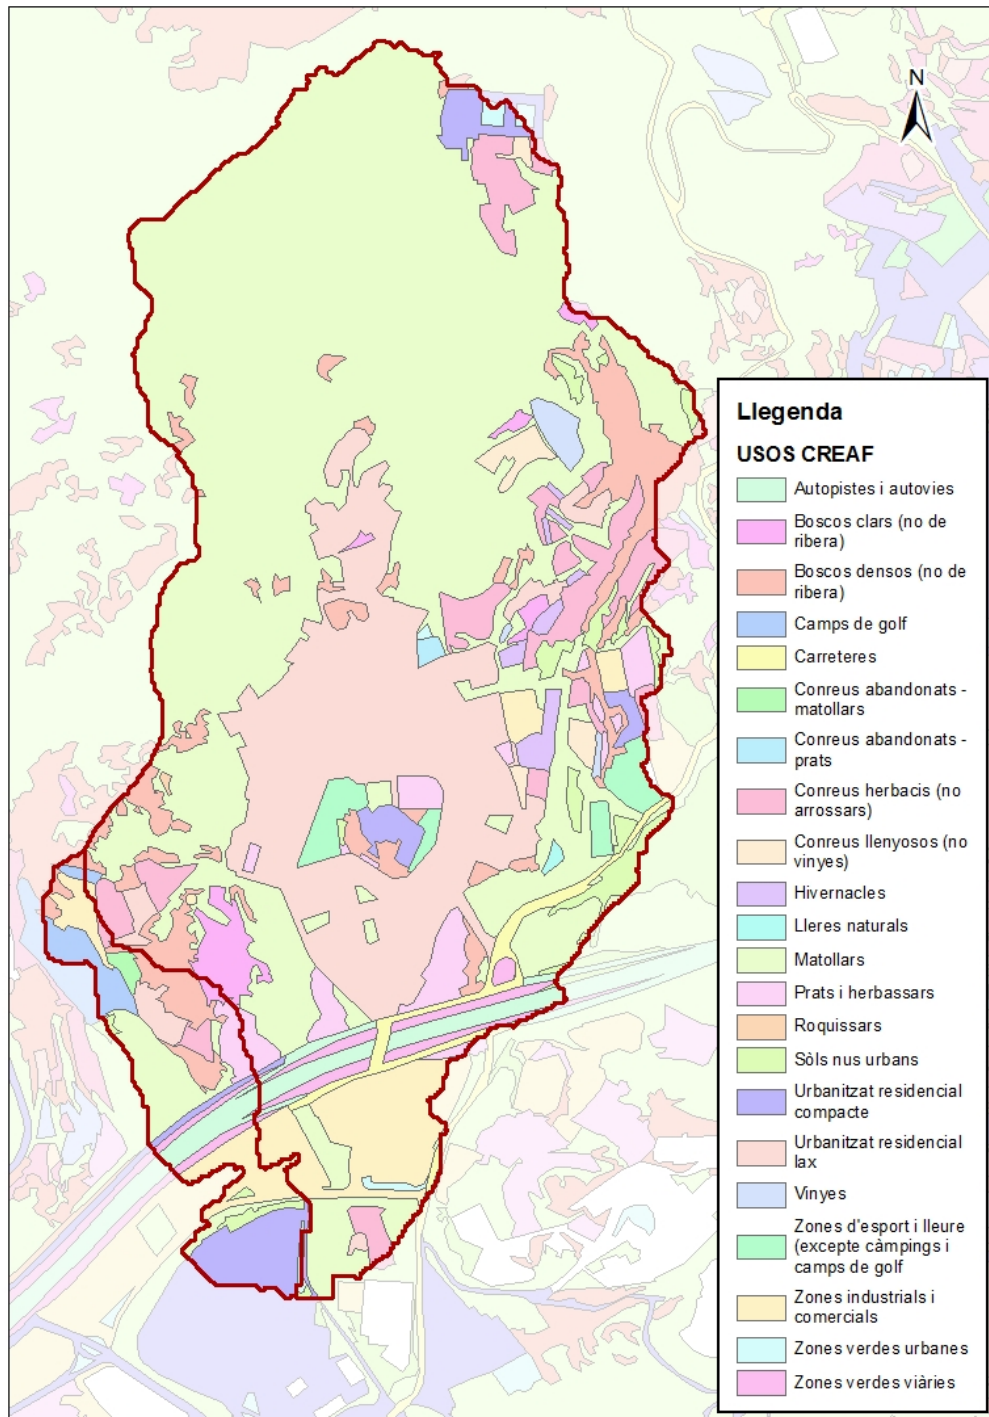 N
Llegenda
USOS CREAF
Autopistes i autovies
Boscos clars (no de
ribera)
Boscos densos (no de
ribera)
Camps de golf
Carreteres
Conreus abandonats -
matollars
Conreus abandonats -
prats
Conreus herbacis (no
arrossars)
Conreus llenyosos (no
vinyes)
Hivernacles
Lleres naturals
Matollars
Prats i herbassars
Roquissars
Sòls nus urbans
Urbanitzat residencial
compacte
Urbanitzat residencial
lax
Vinyes
Zones d'esport i lleure
(excepte càmpings i
camps de golf
Zones industrials i
comercials
Zones verdes urbanes
Zones verdes viàries